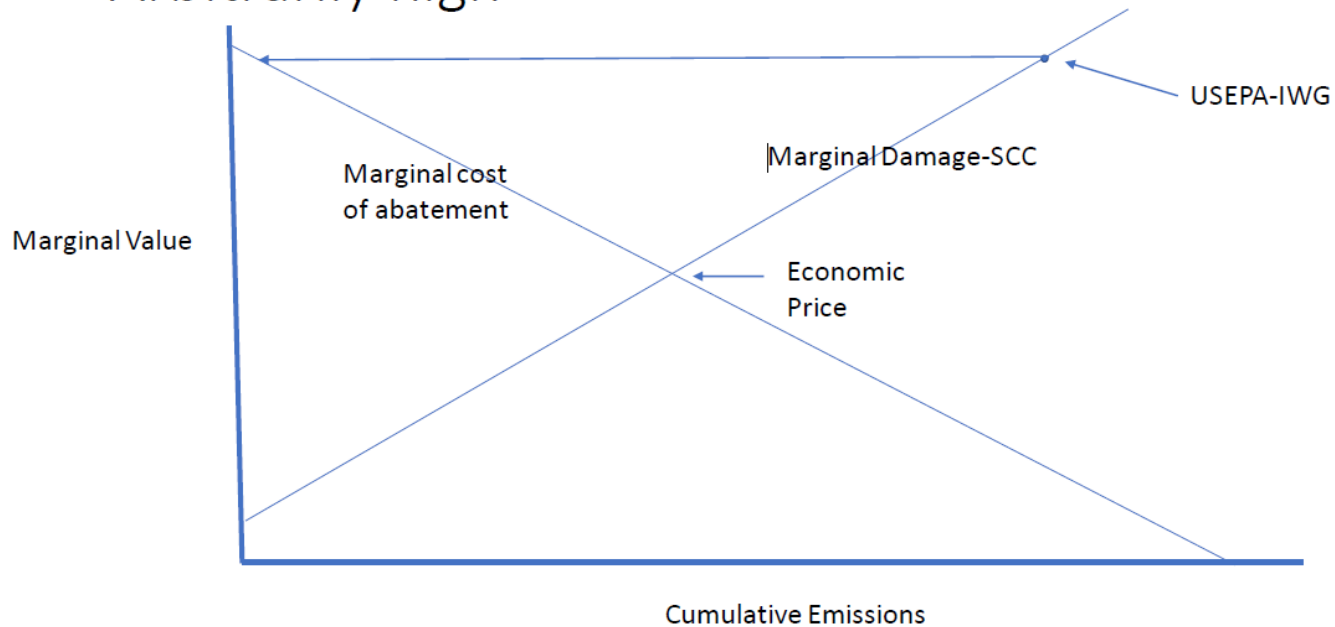 USEPA-IWG
Marginal Damage-SCC
Marginal cost
of abatement
Marginal Value
Economic
Price
Cumulative Emissions